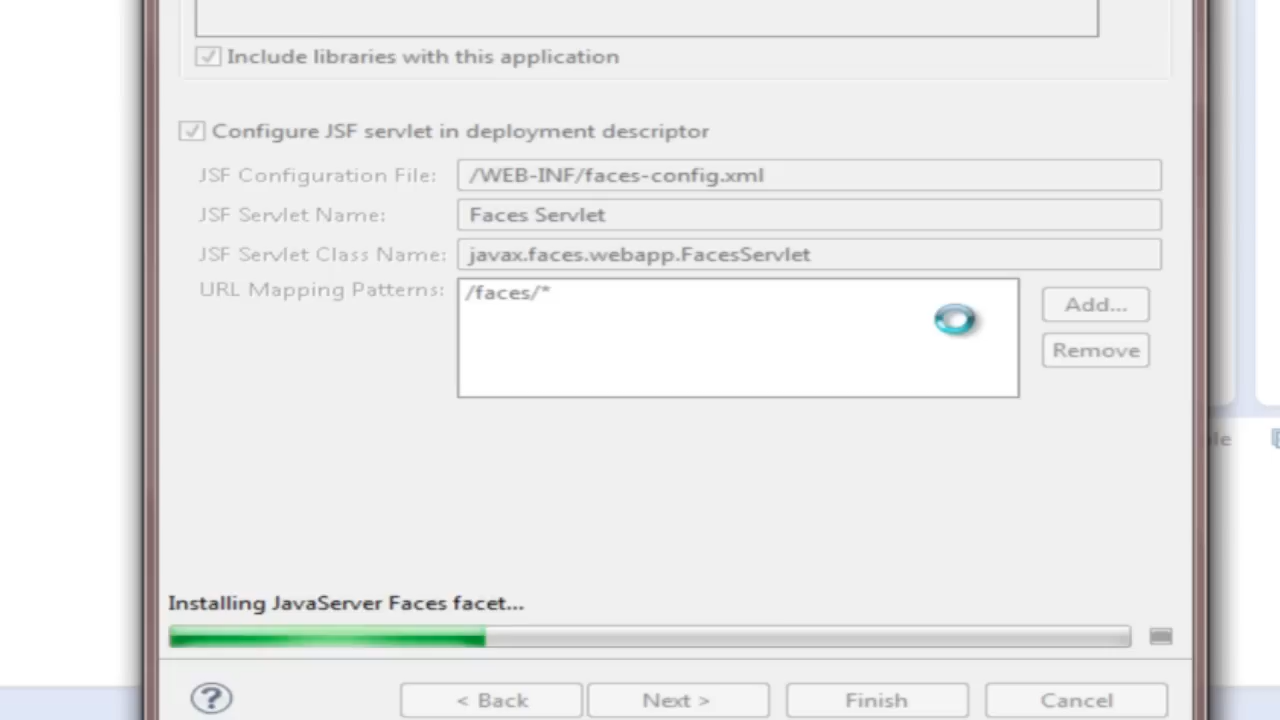 Include libraries with this application
Configure JSF servlet in deployment descriptor
JSF Configuration File: /WEB-INF/faces-config.xml
JSF Servlet Name: Faces Servlet
JSF Servlet Class Name: javax.faces.webapp.FacesServlet
URL Mapping Patterns: /faces/*
Add...
Remove
Installing JavaServer Faces facet...
? < Back Next > Finish Cancel